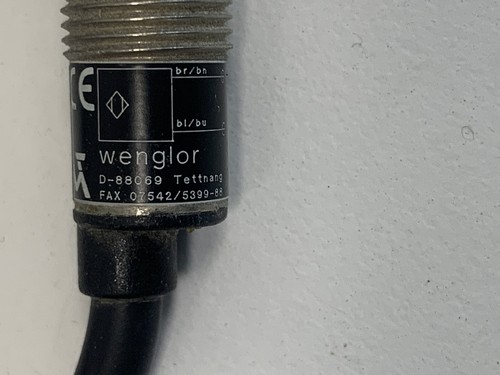 CE
br/bn
bl/bu
wenglor
D-88069 Tettnang
FAX 07542/5399-88